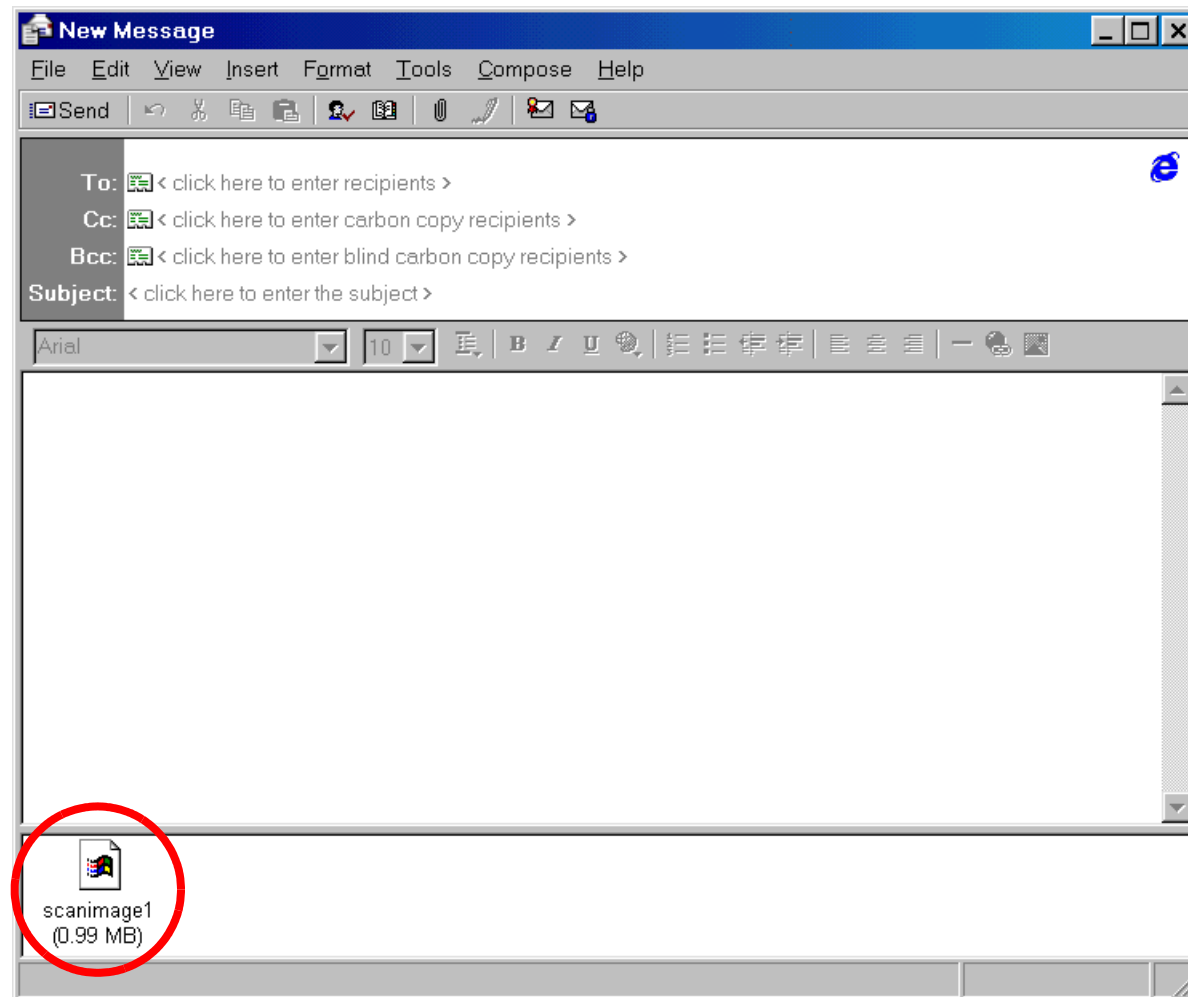 New Message
File Edit View Insert Format Tools Compose Help
Send
To: < click here to enter recipients >
Cc: < click here to enter carbon copy recipients >
Bcc: < click here to enter blind carbon copy recipients >
Subject: < click here to enter the subject >
Arial 10 B I U
scanimage1
(0.99 MB)